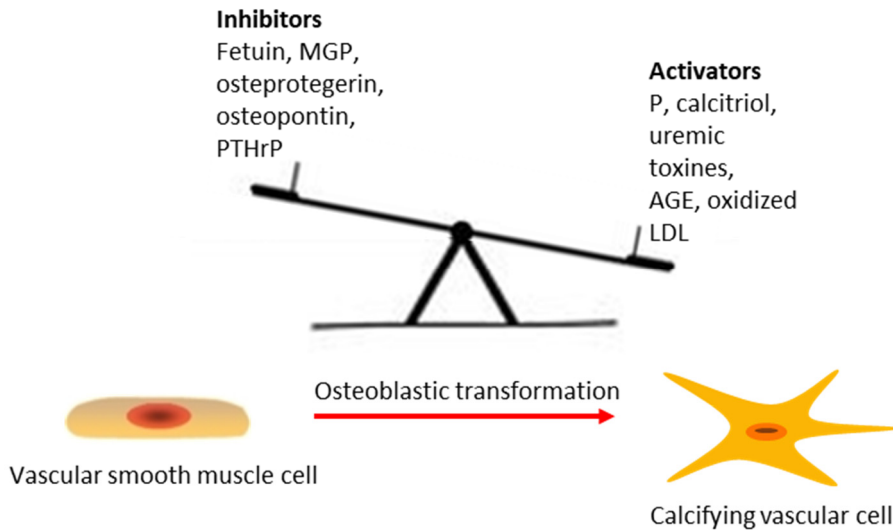 Inhibitors
Fetuin, MGP,
osteprotegerin,
osteopontin,
PTHrP
Activators
P, calcitriol,
uremic
toxines,
AGE, oxidized
LDL
Osteoblastic transformation
Vascular smooth muscle cell
Calcifying vascular cell